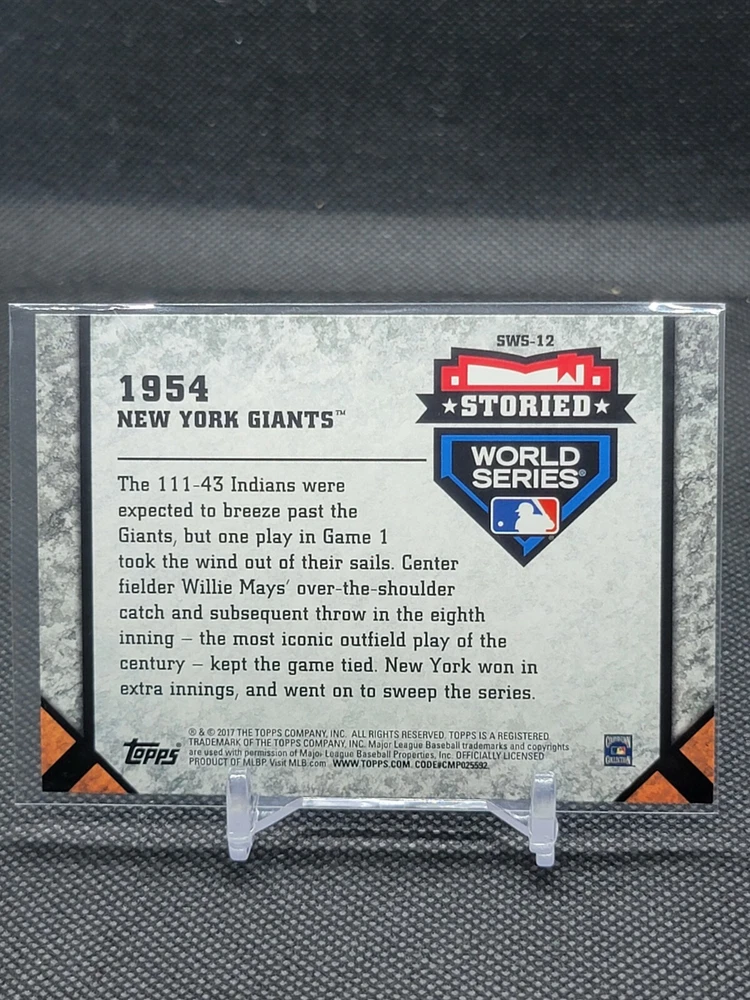 SWS-12
1954
NEW YORK GIANTS™
★STORIED★
WORLD
SERIES®
The 111-43 Indians were
expected to breeze past the
Giants, but one play in Game 1
took the wind out of their sails. Center
fielder Willie Mays' over-the-shoulder
catch and subsequent throw in the eighth
inning – the most iconic outfield play of the
century – kept the game tied. New York won in
extra innings, and went on to sweep the series.
topps®
® & © 2017 THE TOPPS COMPANY, INC. ALL RIGHTS RESERVED. TOPPS IS A REGISTERED
TRADEMARK OF THE TOPPS COMPANY, INC. Major League Baseball trademarks and copyrights
are used with permission of Major League Baseball Properties, Inc. OFFICIALLY LICENSED
PRODUCT OF MLBP. Visit MLB.com WWW.TOPPS.COM. CODE#CMP025592
COOPERSTOWN
COLLECTION